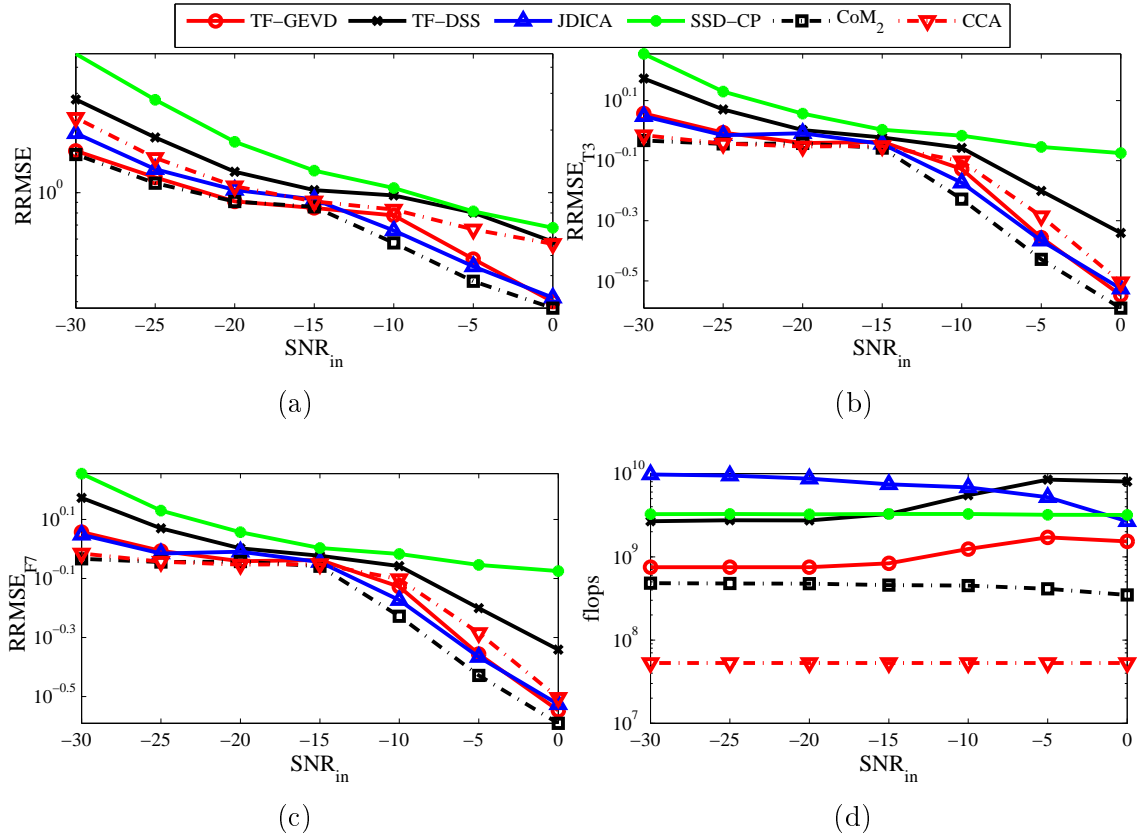 TF−GEVD TF−DSS JDICA SSD−CP CoM2 CCA
RRMSE
10^0
−30 −25 −20 −15 −10 −5 0
SNRin
(a)
RRMSET3
10^0.1
10^−0.1
10^−0.3
10^−0.5
−30 −25 −20 −15 −10 −5 0
SNRin
(b)
RRMSEF7
10^0.1
10^−0.1
10^−0.3
10^−0.5
−30 −25 −20 −15 −10 −5 0
SNRin
(c)
flops
10^10
10^9
10^8
10^7
−30 −25 −20 −15 −10 −5 0
SNRin
(d)